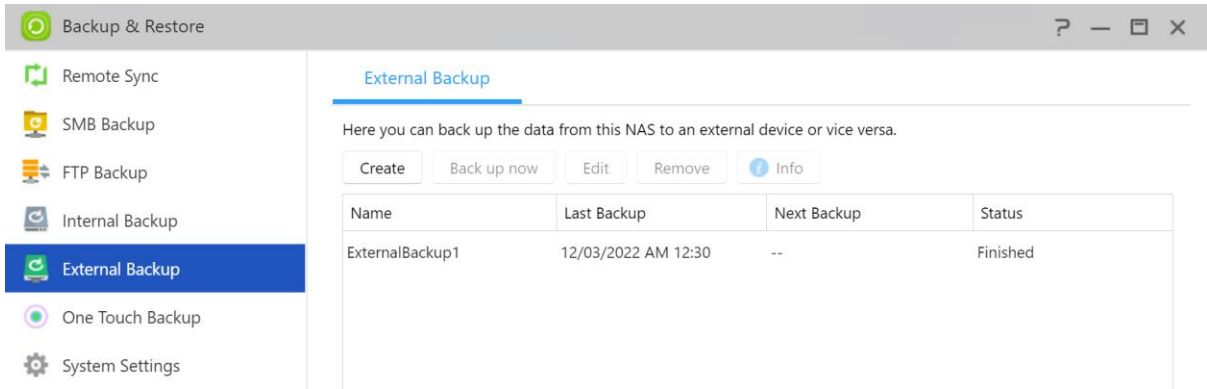 Backup & Restore
Remote Sync
SMB Backup
FTP Backup
Internal Backup
External Backup
One Touch Backup
System Settings
External Backup
Here you can back up the data from this NAS to an external device or vice versa.
Create Back up now Edit Remove Info
Name Last Backup Next Backup Status
ExternalBackup1 12/03/2022 AM 12:30 -- Finished